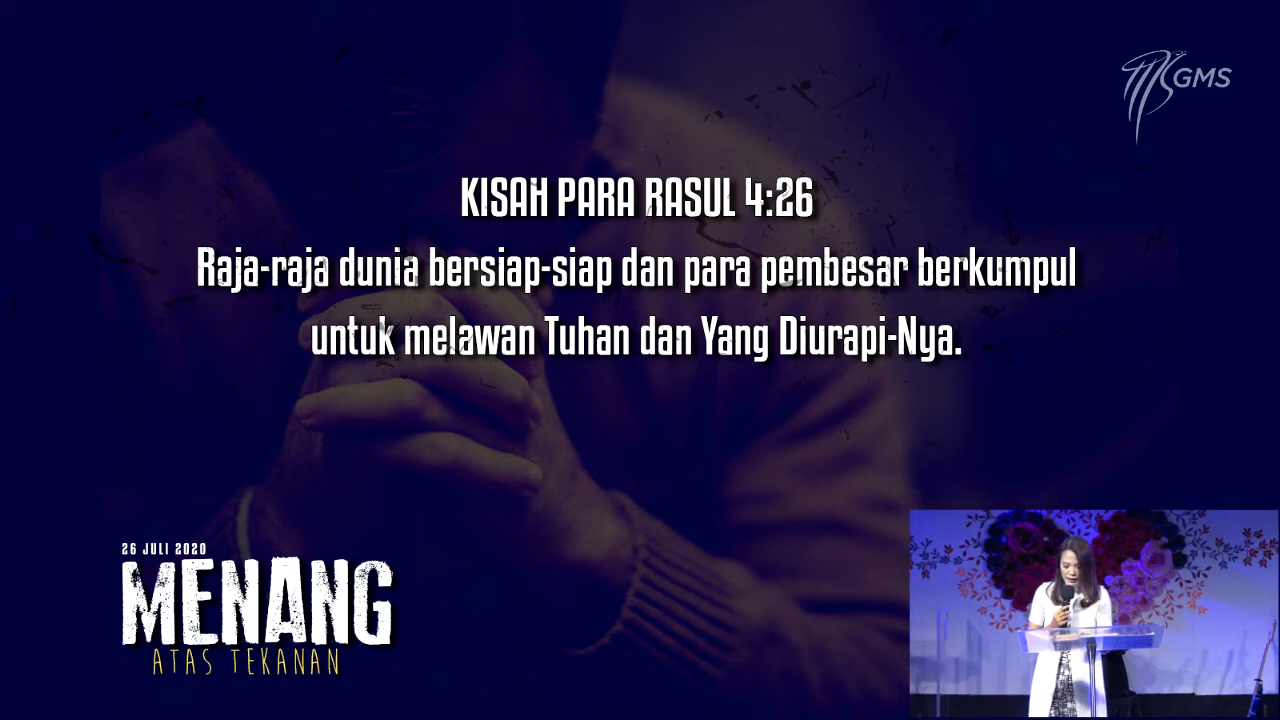 GMS
KISAH PARA RASUL 4:26
Raja-raja dunia bersiap-siap dan para pembesar berkumpul
untuk melawan Tuhan dan Yang Diurapi-Nya.
26 JULI 2020
MENANG
ATAS TEKANAN